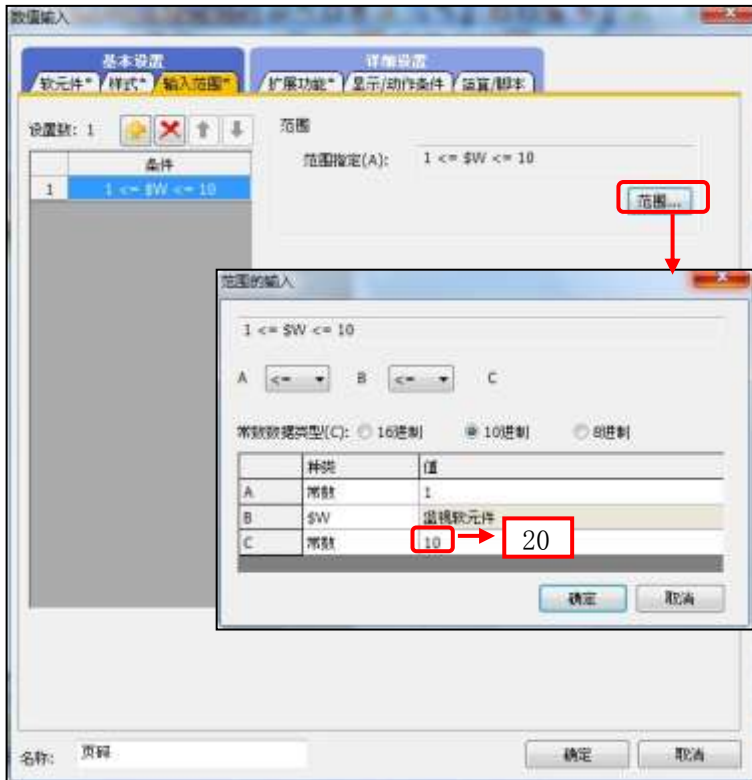 数值输入
基本设置
详细设置
软元件*
样式*
输入范围*
扩展功能*
显示/动作条件
运算/脚本
设置数: 1
条件
1 1 <= $W <= 10
范围
范围指定(A): 1 <= $W <= 10
范围...
范围的输入
1 <= $W <= 10
A <= B <= C
常数数据类型(C): 16进制 10进制 8进制
种类 值
A 常数 1
B $W 监视软元件
C 常数 10
20
确定 取消
名称: 页码
确定 取消